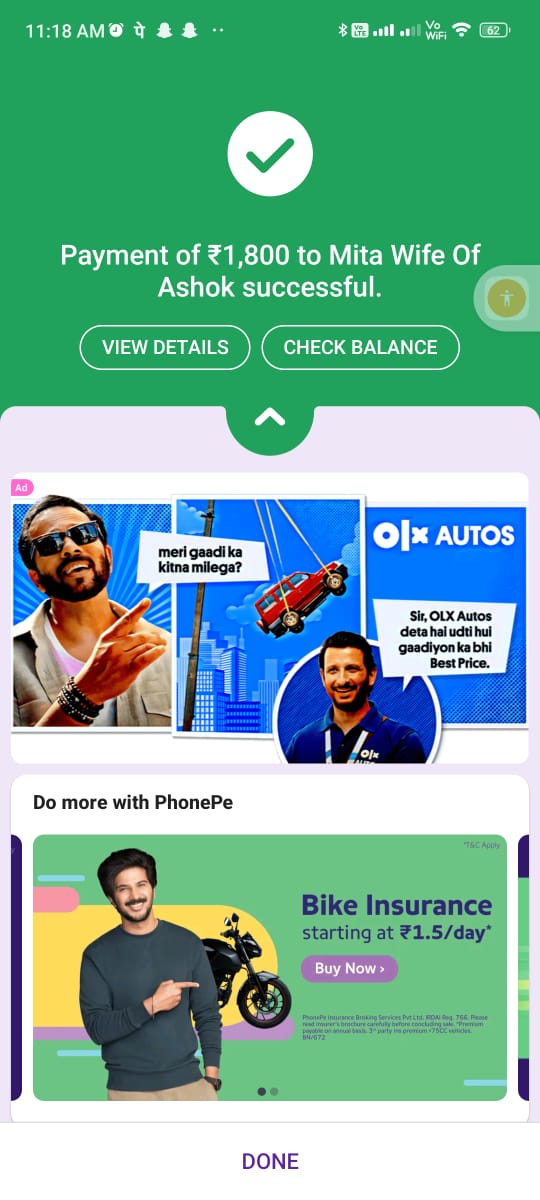 11:18 AM
Vo LTE
Vo WiFi
62
Payment of ₹1,800 to Mita Wife Of
Ashok successful.
VIEW DETAILS
CHECK BALANCE
Ad
meri gaadi ka
kitna milega?
olx AUTOS
Sir, OLX Autos
deta hai udti hui
gaadiyon ka bhi
Best Price.
olx
AUTOS
Do more with PhonePe
*T&C Apply
Bike Insurance
starting at ₹1.5/day*
Buy Now ›
PhonePe Insurance Broking Services Pvt Ltd. IRDAI Reg. 766. Please
read insurer's brochure carefully before concluding sale. *Premium
payable on annual basis. 3rd party ins premium <75CC vehicles.
BN/672
DONE